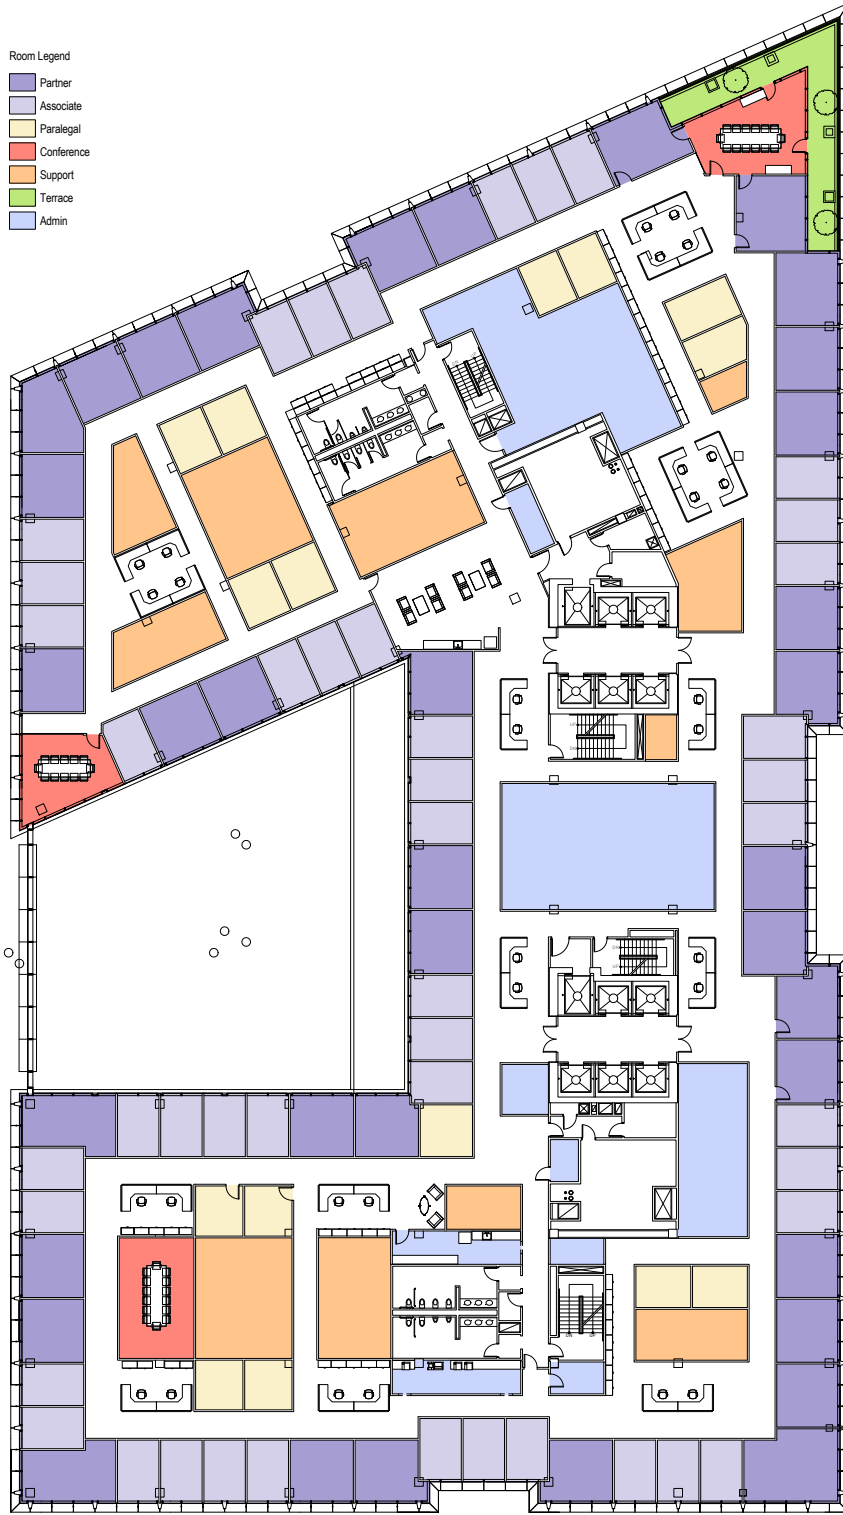 Room Legend
Partner
Associate
Paralegal
Conference
Support
Terrace
Admin